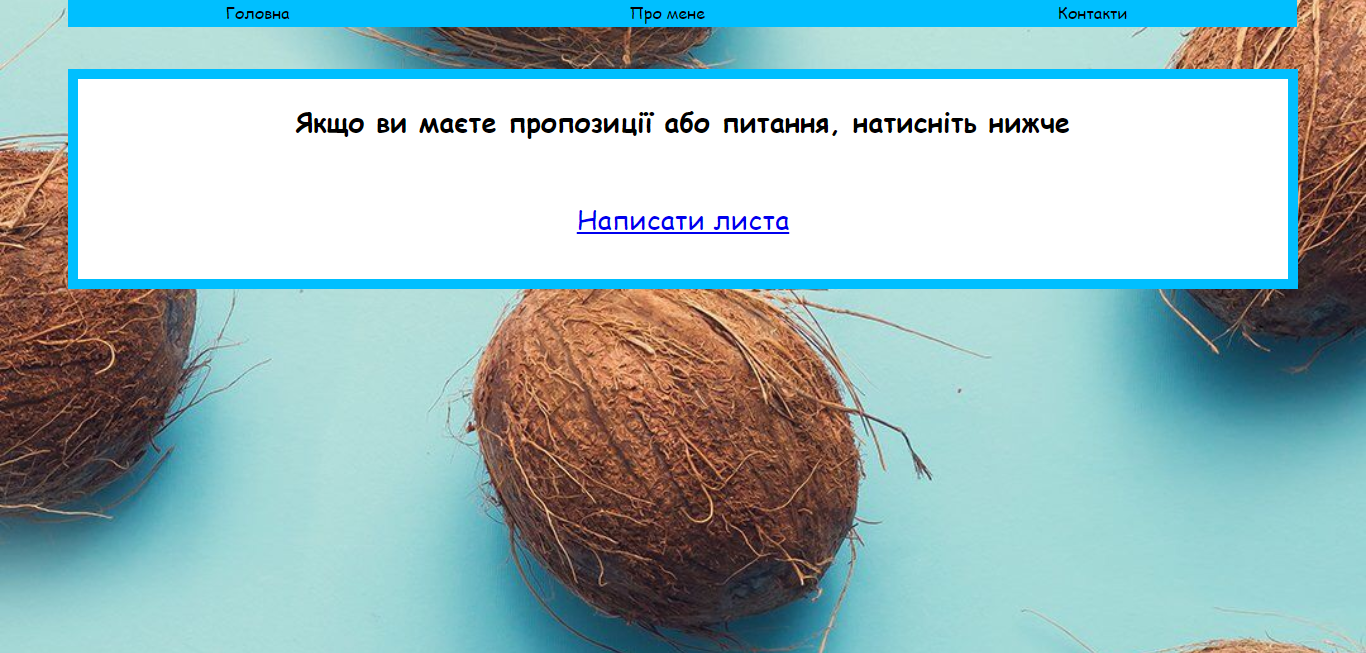 Головна Про мене Контакти
Якщо ви маєте пропозиції або питання, натисніть нижче
Написати листа